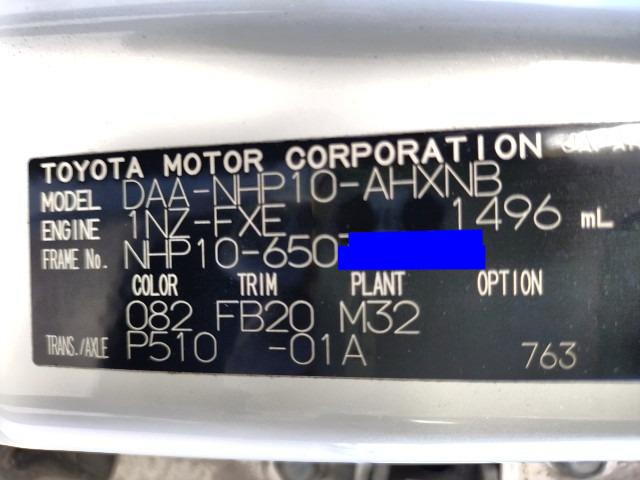 TOYOTA MOTOR CORPORATION JAPAN
MODEL DAA-NHP10-AHXNB
ENGINE 1NZ-FXE 1496 mL
FRAME No. NHP10-650
COLOR TRIM PLANT OPTION
082 FB20 M32
TRANS./AXLE P510 -01A 763